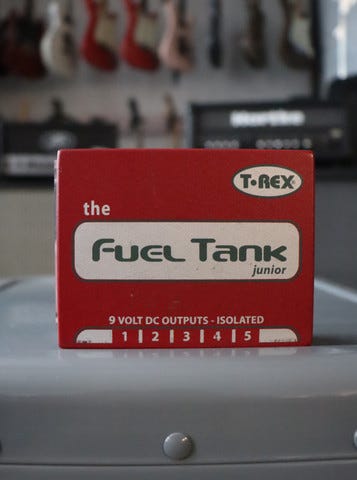 T·REX
the
FUEL TANK
junior
9 VOLT DC OUTPUTS - ISOLATED
1 2 3 4 5